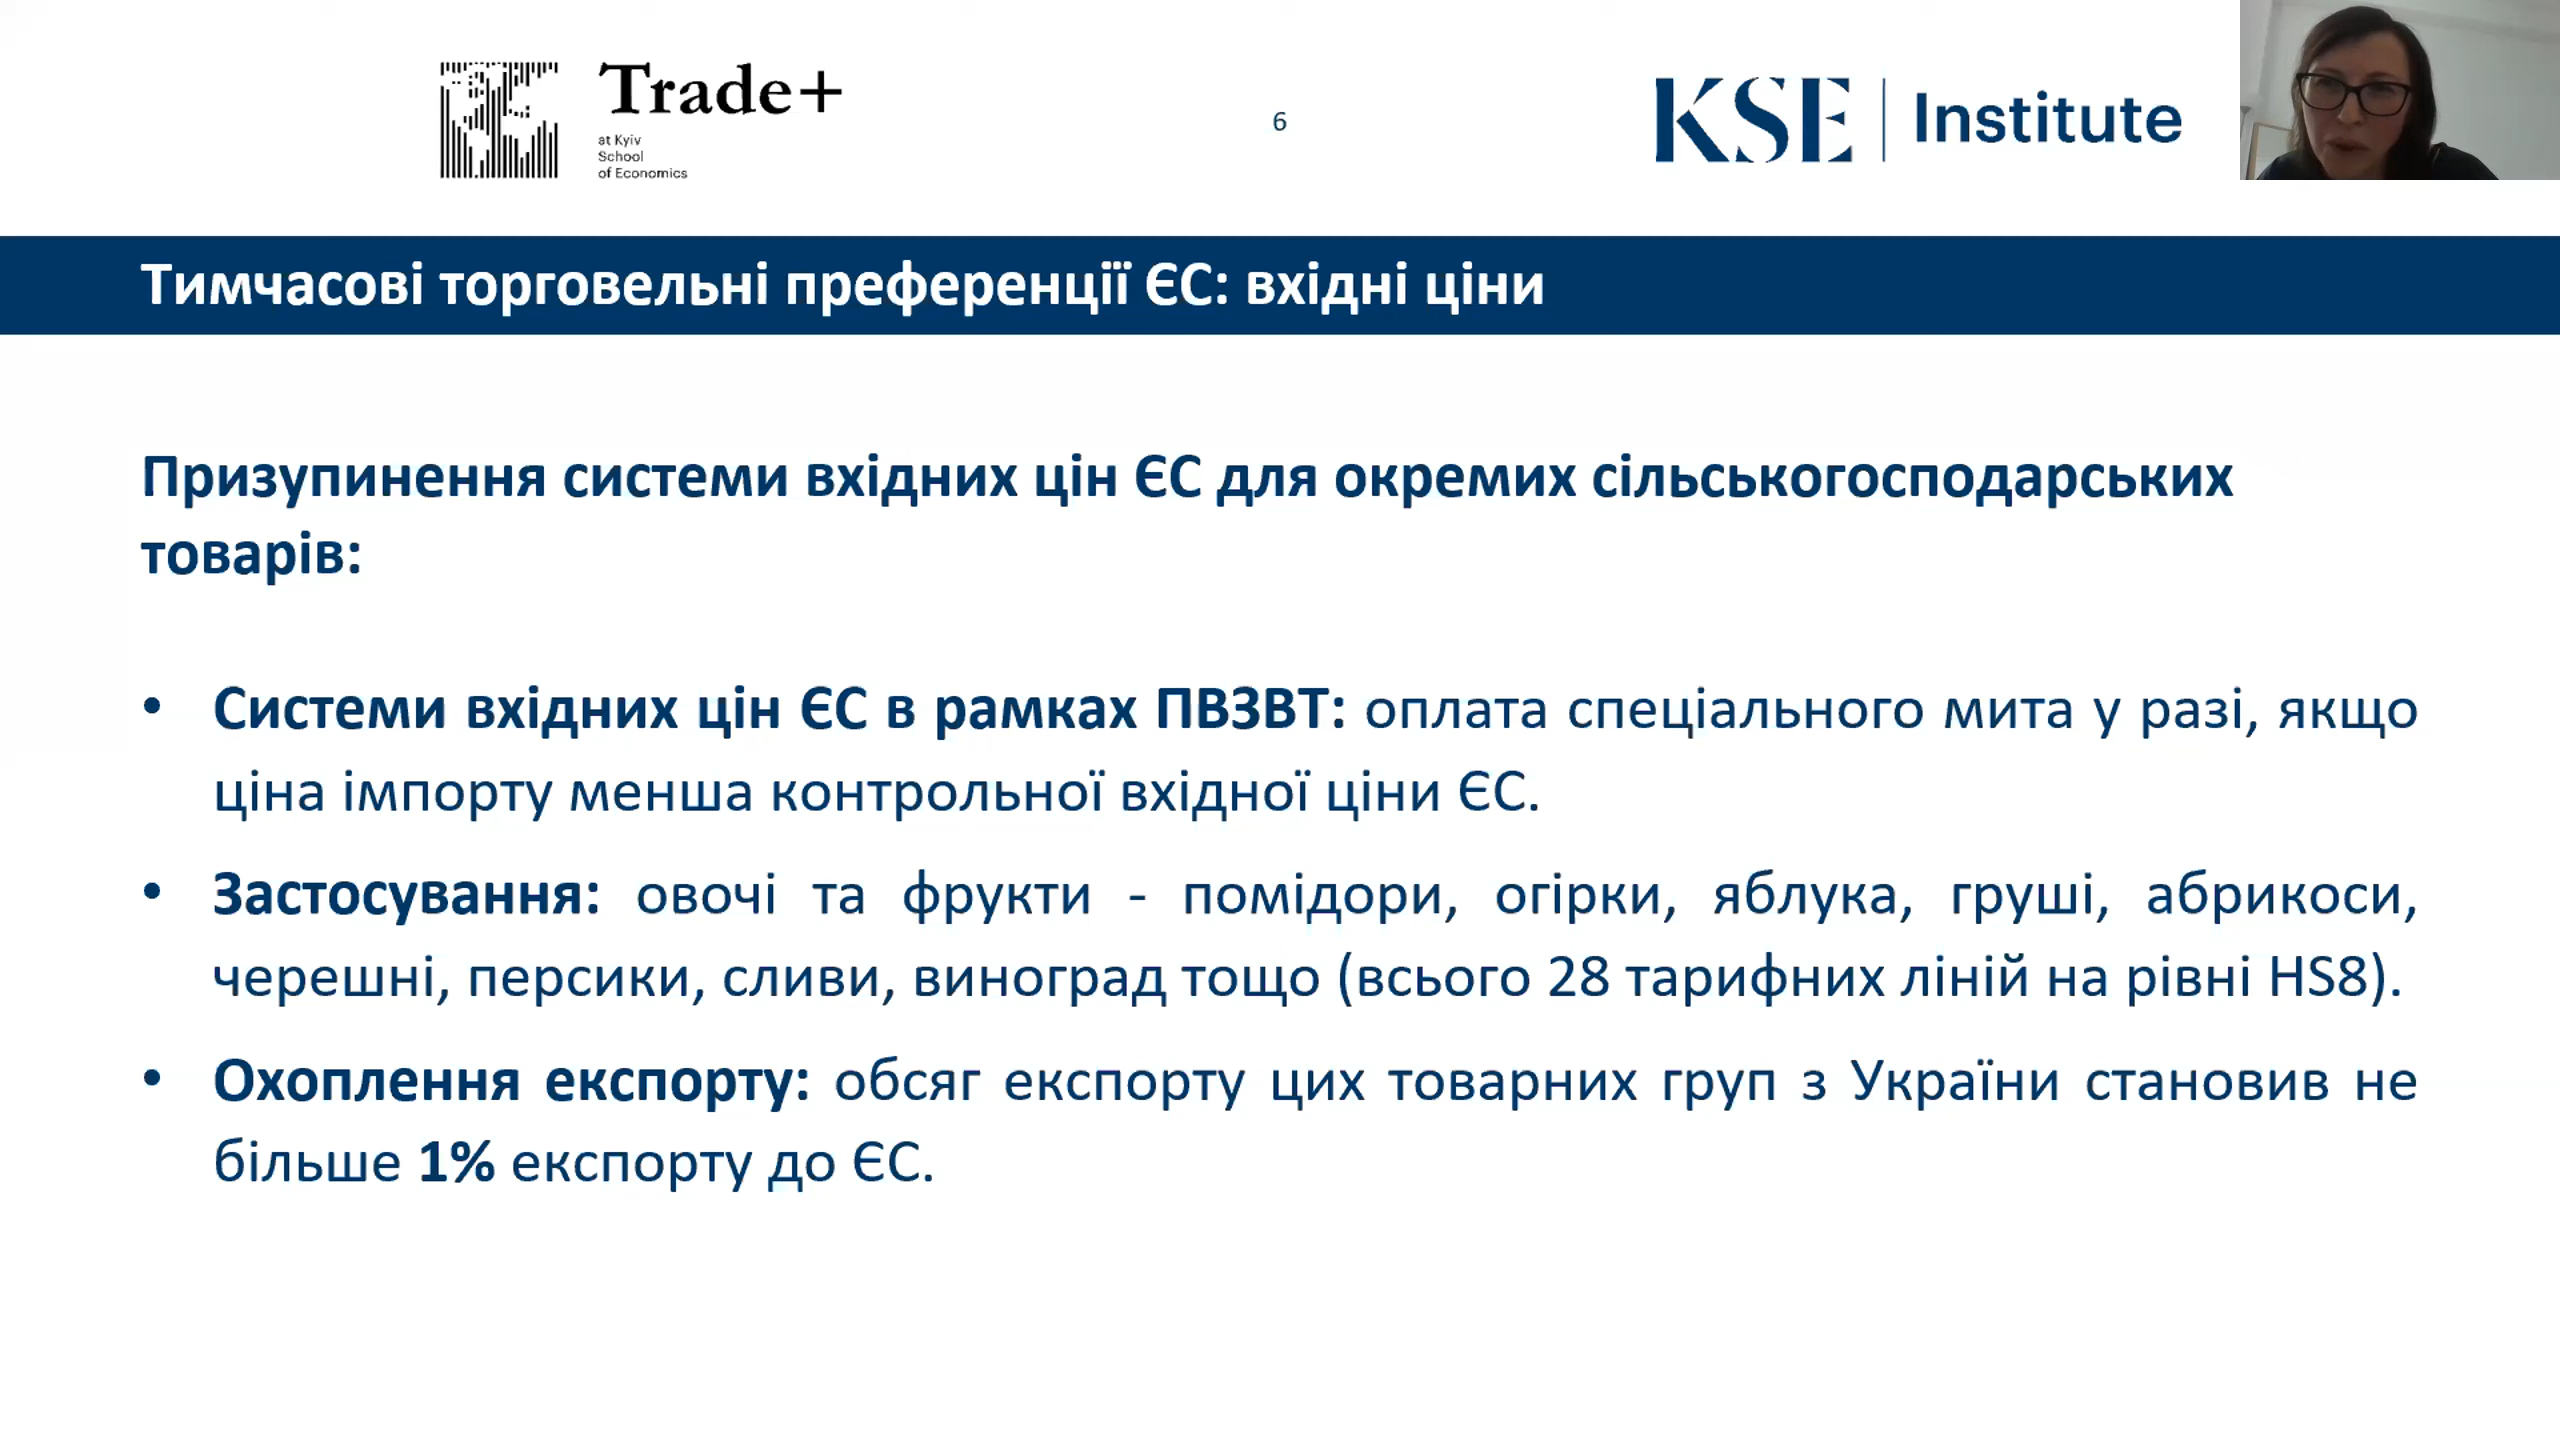 Trade+
at Kyiv
School
of Economics
6
KSE Institute
Тимчасові торговельні преференції ЄС: вхідні ціни
Призупинення системи вхідних цін ЄС для окремих сільськогосподарських
товарів:
• Системи вхідних цін ЄС в рамках ПВЗВТ: оплата спеціального мита у разі, якщо
ціна імпорту менша контрольної вхідної ціни ЄС.
• Застосування: овочі та фрукти - помідори, огірки, яблука, груші, абрикоси,
черешні, персики, сливи, виноград тощо (всього 28 тарифних ліній на рівні HS8).
• Охоплення експорту: обсяг експорту цих товарних груп з України становив не
більше 1% експорту до ЄС.